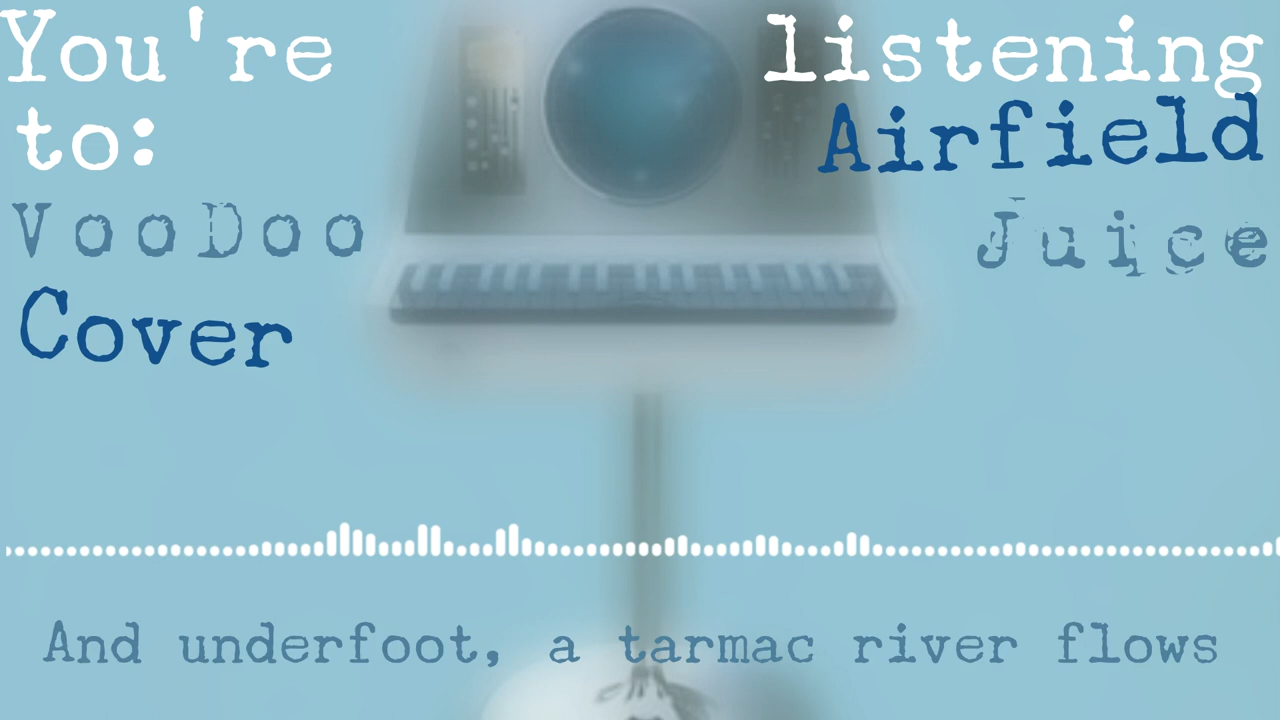 You're listening
to: Airfield
VooDoo Juice
Cover
And underfoot, a tarmac river flows